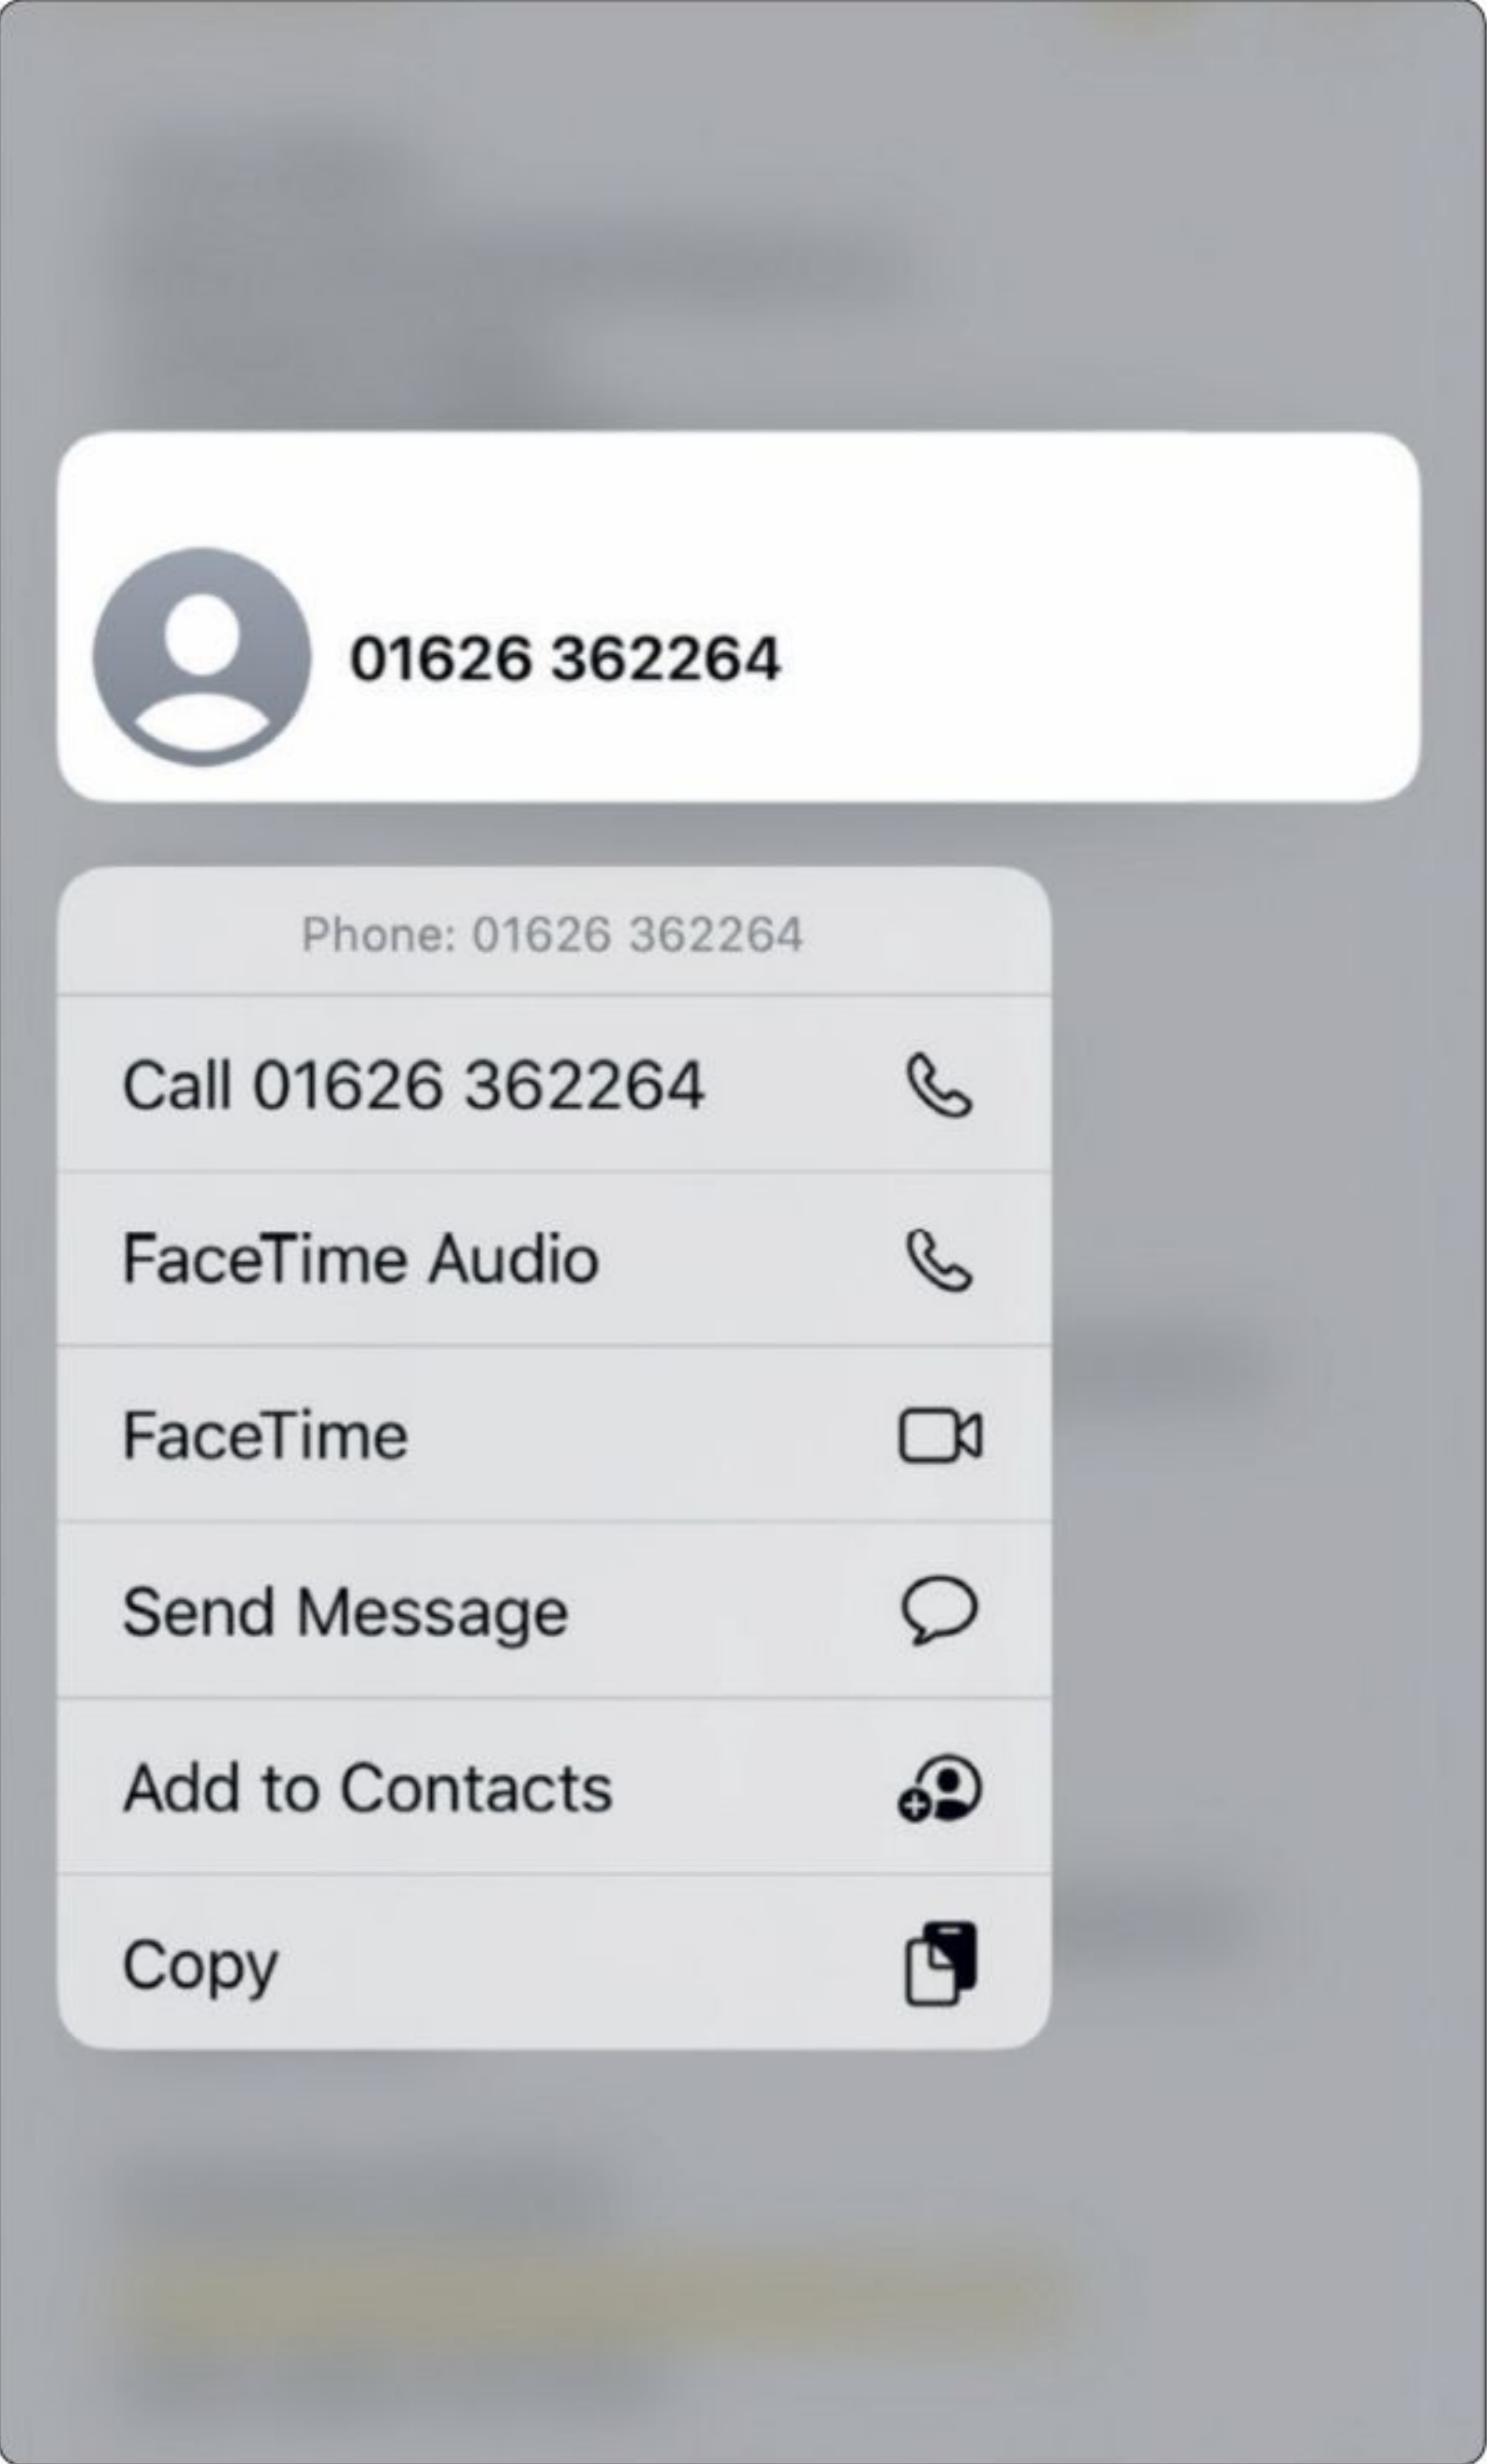 01626 362264
Phone: 01626 362264
Call 01626 362264
FaceTime Audio
FaceTime
Send Message
Add to Contacts
Copy